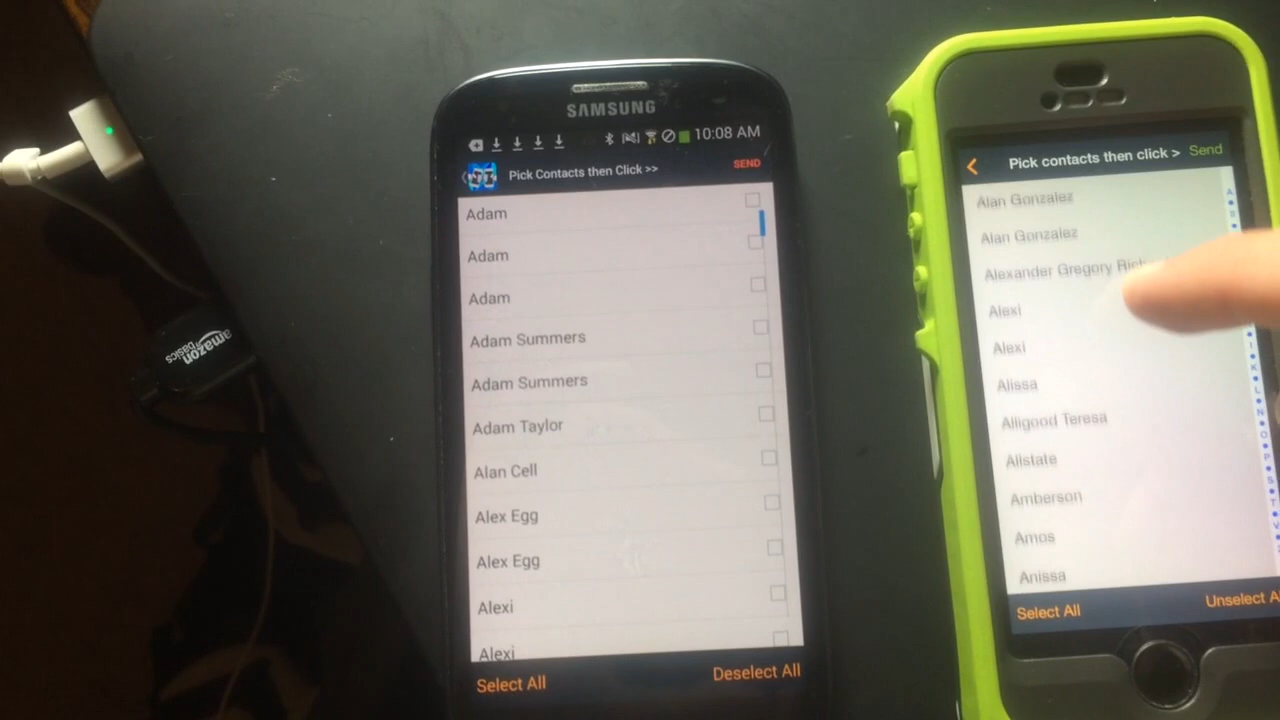 SAMSUNG
10:08 AM
Pick Contacts then Click >>
SEND
Adam
Adam
Adam
Adam Summers
Adam Summers
Adam Taylor
Alan Cell
Alex Egg
Alex Egg
Alexi
Alexi
Select All
Deselect All
Pick contacts then click >
Send
Alan Gonzalez
Alan Gonzalez
Alexander Gregory
Alexi
Alexi
Alissa
Alligood Teresa
Allstate
Amberson
Amos
Anissa
Select All
Unselect
amazon
basics